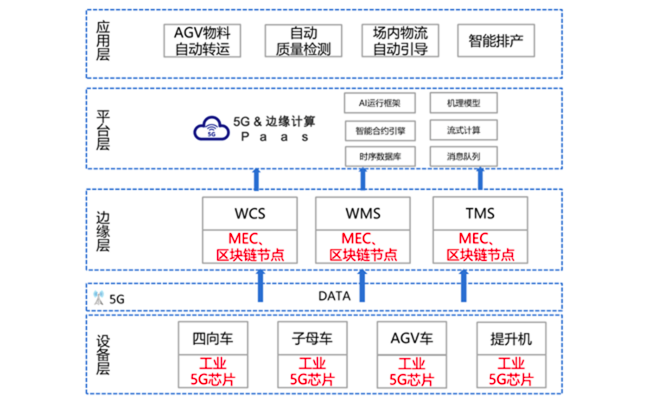 应用层
AGV物料
自动转运
自动
质量检测
场内物流
自动引导
智能排产
平台层
5G
5G & 边缘计算
Paas
AI运行框架
机理模型
智能合约引擎
流式计算
时序数据库
消息队列
边缘层
WCS
WMS
TMS
MEC、
区块链节点
MEC、
区块链节点
MEC、
区块链节点
5G
DATA
设备层
四向车
子母车
AGV车
提升机
工业
5G芯片
工业
5G芯片
工业
5G芯片
工业
5G芯片